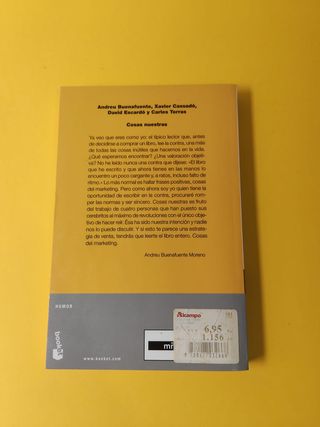 Andreu Buenafuente, Xavier Cassadó,
David Escardó y Carles Torras
Cosas nuestras
Ya veo que eres como yo: el típico lector que, antes
de decidirse a comprar un libro, lee la contra, una más
de todas las cosas inútiles que hacemos en la vida.
¿Qué esperamos encontrar? ¿Una valoración objeti-
va? No he leído nunca una contra que dijese: «El libro
que he escrito y que ahora tienes en las manos lo
encuentro un poco cargante y, a ratos, incluso falto de
ritmo.» Lo más normal es hallar frases positivas, cosas
del marketing. Pero como ahora soy yo quien tiene la
oportunidad de escribir en la contra, procuraré rom-
per las normas y ser sincero. Cosas nuestras es fruto
del trabajo de cuatro personas que han puesto sus
cerebritos al máximo de revoluciones con el único obje-
tivo de hacer reír. Ésa ha sido nuestra intención y nadie
nos lo puede discutir. Y si esto te parece una estrate-
gia de venta, tendrás que leerte el libro entero. Cosas
del marketing.
Andreu Buenafuente Moreno
HUMOR
booket
www.booket.com
Alcampo
6,95
1.156